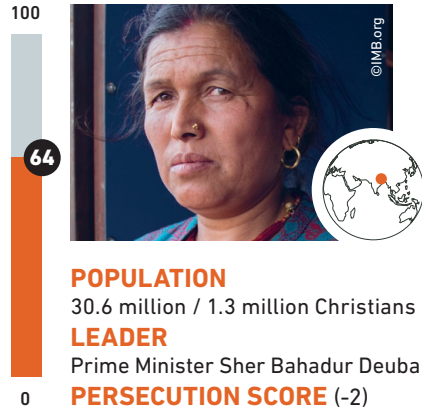 100
©IMB.org
64
POPULATION
30.6 million / 1.3 million Christians
LEADER
Prime Minister Sher Bahadur Deuba
0
PERSECUTION SCORE (-2)